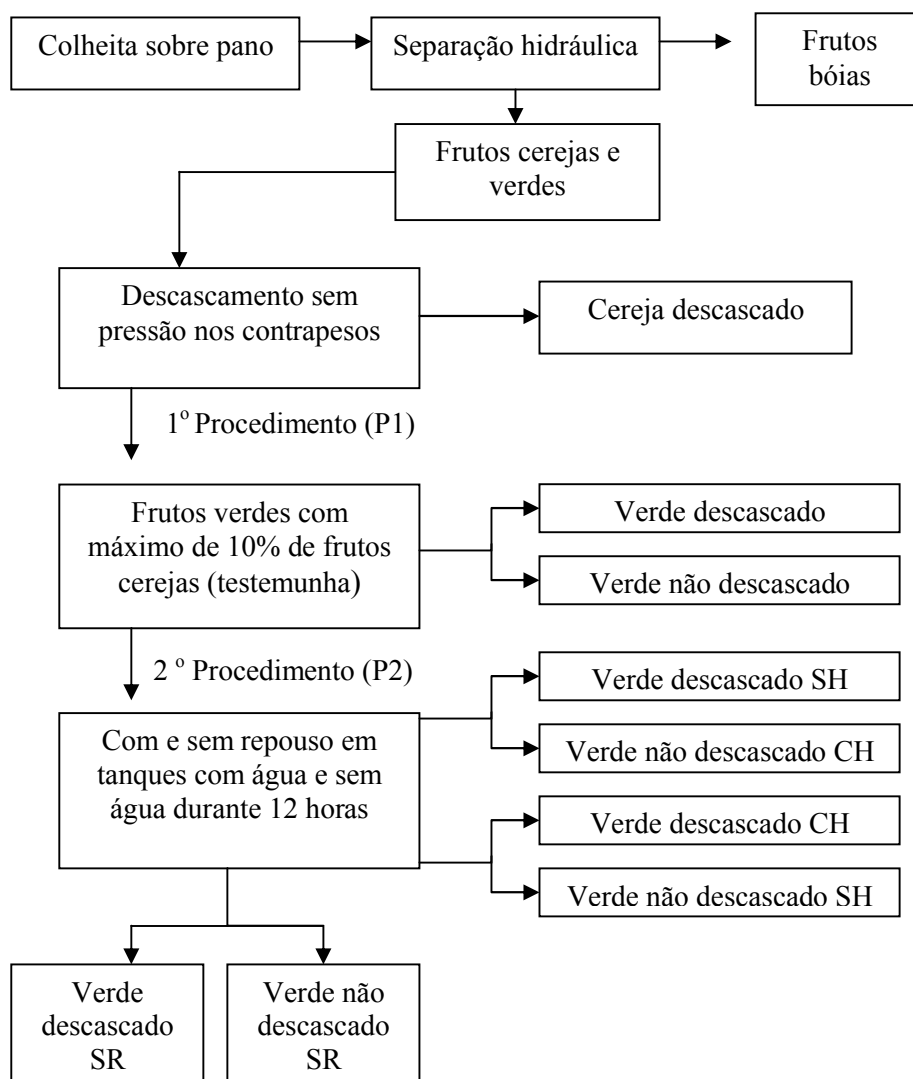 Colheita sobre pano
Separação hidráulica
Frutos
bóias
Frutos cerejas e
verdes
Descascamento sem
pressão nos contrapesos
Cereja descascado
1º Procedimento (P1)
Frutos verdes com
máximo de 10% de frutos
cerejas (testemunha)
Verde descascado
Verde não descascado
2 º Procedimento (P2)
Com e sem repouso em
tanques com água e sem
água durante 12 horas
Verde descascado SH
Verde não descascado CH
Verde descascado CH
Verde não descascado SH
Verde
descascado
SR
Verde não
descascado
SR